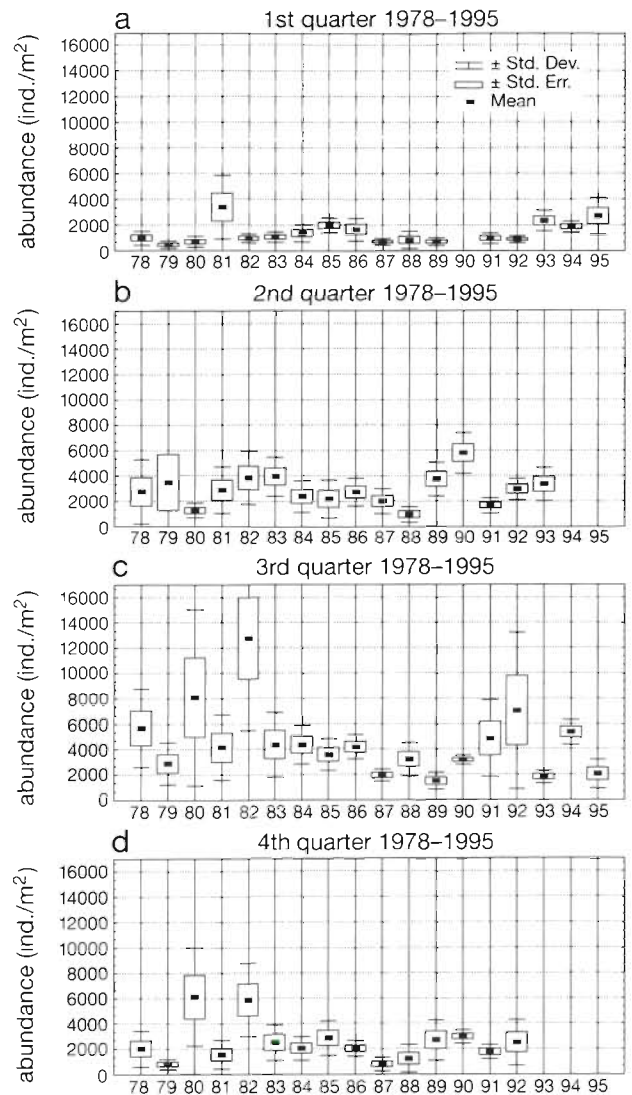 a 1st quarter 1978–1995
abundance (ind./m²)
16000
14000
12000
10000
8000
6000
4000
2000
0
± Std. Dev.
± Std. Err.
Mean
78 79 80 81 82 83 84 85 86 87 88 89 90 91 92 93 94 95
b 2nd quarter 1978–1995
abundance (ind./m²)
16000
14000
12000
10000
8000
6000
4000
2000
0
78 79 80 81 82 83 84 85 86 87 88 89 90 91 92 93 94 95
c 3rd quarter 1978–1995
abundance (ind./m²)
16000
14000
12000
10000
8000
6000
4000
2000
0
78 79 80 81 82 83 84 85 86 87 88 89 90 91 92 93 94 95
d 4th quarter 1978–1995
abundance (ind./m²)
16000
14000
12000
10000
8000
6000
4000
2000
0
78 79 80 81 82 83 84 85 86 87 88 89 90 91 92 93 94 95